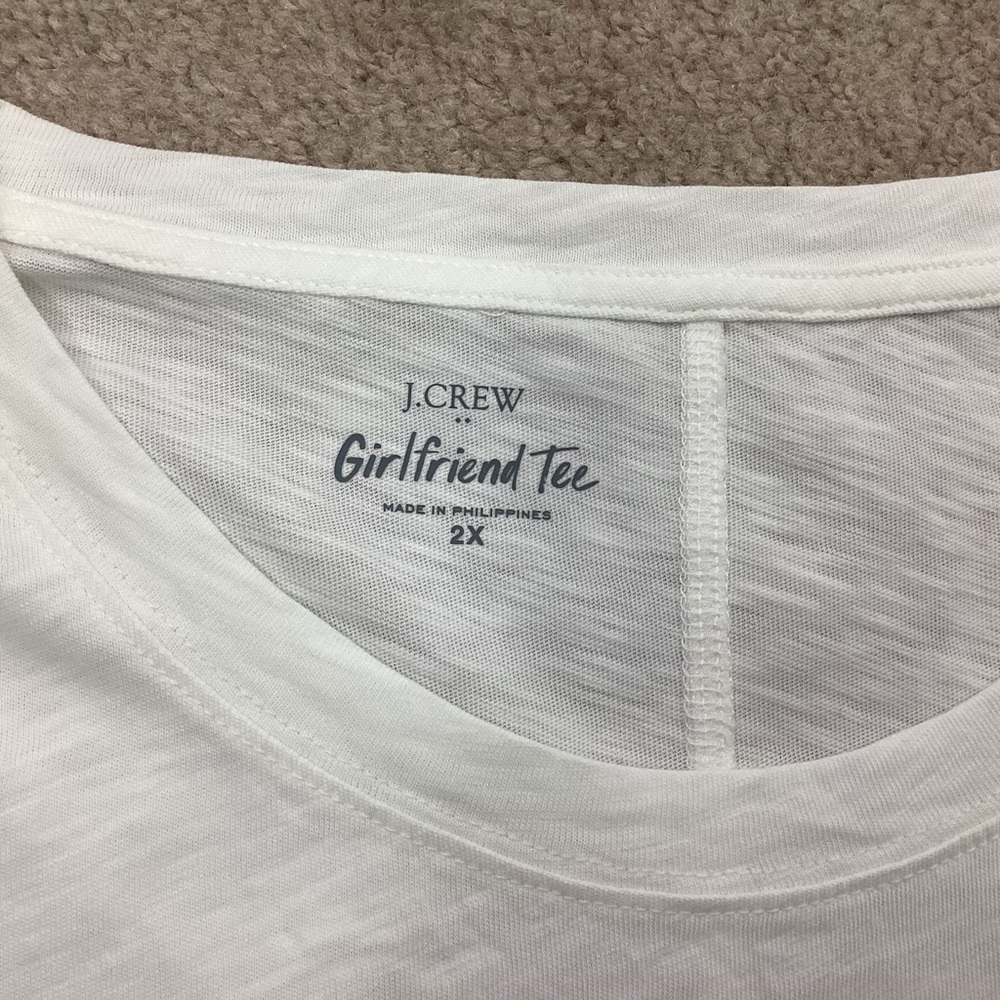 J.CREW
Girlfriend Tee
MADE IN PHILIPPINES
2X